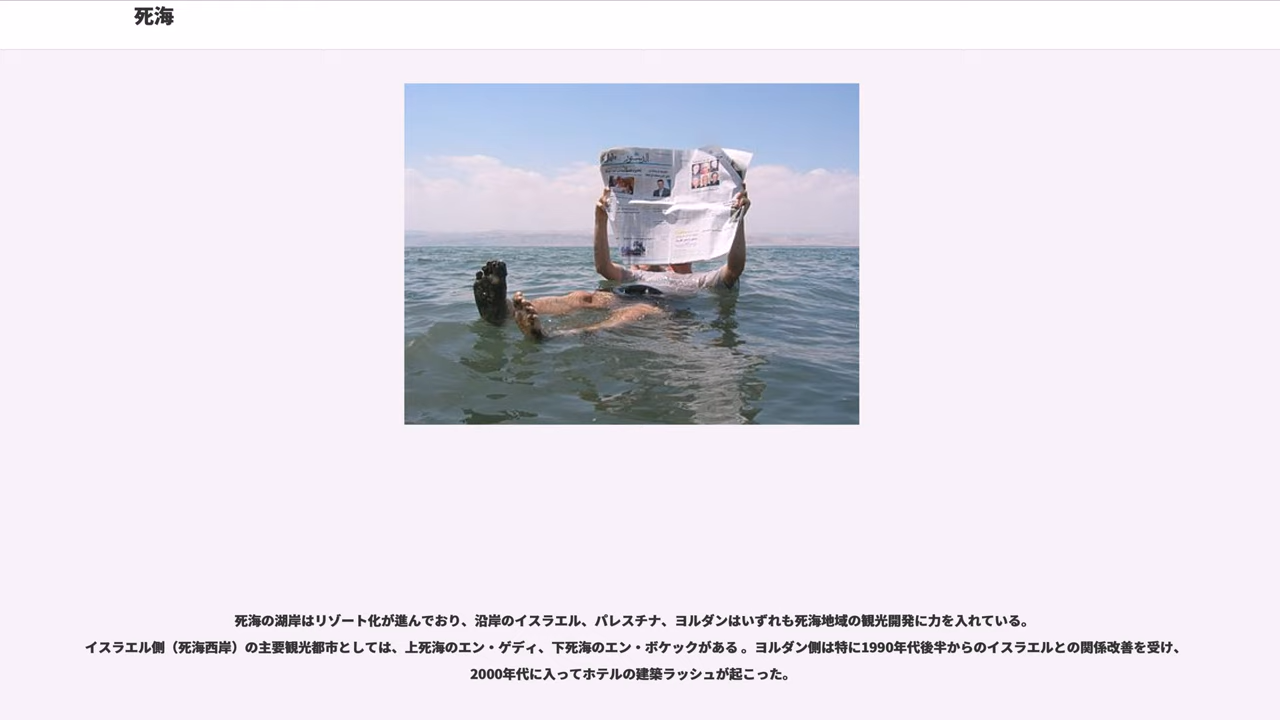 死海
死海の湖岸はリゾート化が進んでおり、沿岸のイスラエル、パレスチナ、ヨルダンはいずれも死海地域の観光開発に力を入れている。
イスラエル側（死海西岸）の主要観光都市としては、上死海のエン・ゲディ、下死海のエン・ボケックがある 。ヨルダン側は特に1990年代後半からのイスラエルとの関係改善を受け、
2000年代に入ってホテルの建築ラッシュが起こった。